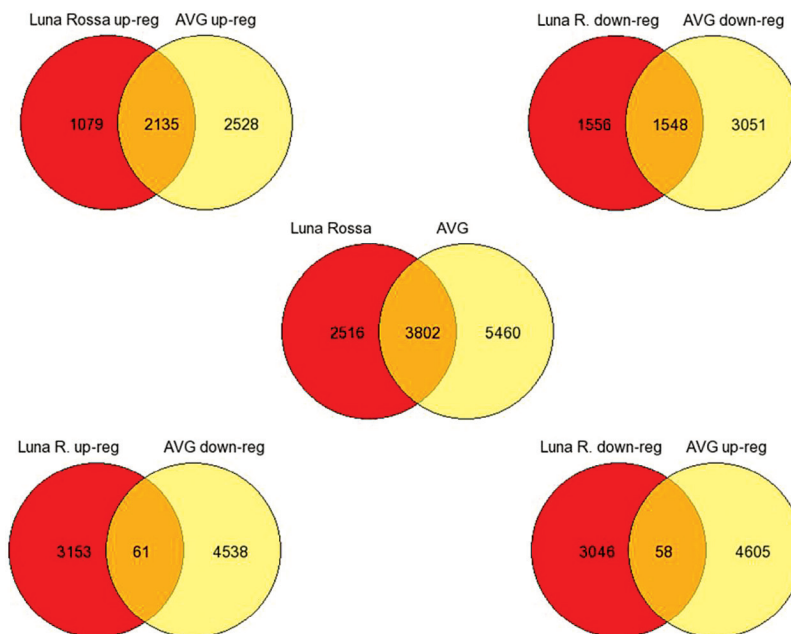 Luna Rossa up-reg AVG up-reg
1079 2135 2528
Luna R. down-reg AVG down-reg
1556 1548 3051
Luna Rossa AVG
2516 3802 5460
Luna R. up-reg AVG down-reg
3153 61 4538
Luna R. down-reg AVG up-reg
3046 58 4605